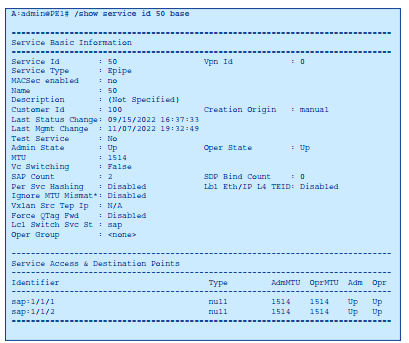 A:admin@PE1# /show service id 50 base
===============================================================================
Service Basic Information
===============================================================================
Service Id        : 50                  Vpn Id            : 0
Service Type      : Epipe
MACSec enabled    : no
Name              : 50
Description       : (Not Specified)
Customer Id       : 100                 Creation Origin   : manual
Last Status Change: 09/15/2022 16:37:33
Last Mgmt Change  : 11/07/2022 19:32:49
Test Service      : No
Admin State       : Up                  Oper State        : Up
MTU               : 1514
Vc Switching      : False
SAP Count         : 2                   SDP Bind Count    : 0
Per Svc Hashing   : Disabled            Lbl Eth/IP L4 TEID: Disabled
Ignore MTU Mismat*: Disabled
Vxlan Src Tep Ip  : N/A
Force QTag Fwd    : Disabled
Lcl Switch Svc St : sap
Oper Group        : <none>
-------------------------------------------------------------------------------
Service Access & Destination Points
-------------------------------------------------------------------------------
Identifier                               Type         AdmMTU  OprMTU  Adm  Opr
-------------------------------------------------------------------------------
sap:1/1/1                                null         1514    1514    Up   Up
sap:1/1/2                                null         1514    1514    Up   Up
===============================================================================